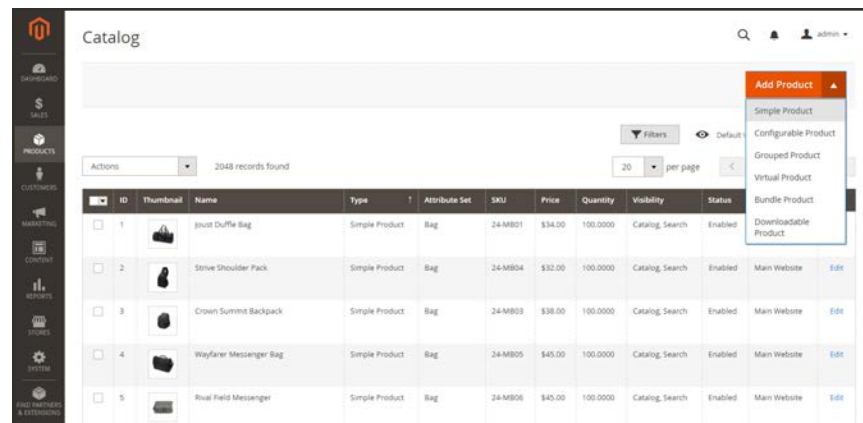 Catalog
admin
DASHBOARD
SALES
PRODUCTS
CUSTOMERS
MARKETING
CONTENT
REPORTS
STORES
SYSTEM
FIND PARTNERS
& EXTENSIONS
Add Product
Simple Product
Configurable Product
Grouped Product
Virtual Product
Bundle Product
Downloadable
Product
Filters
Default
Actions
2048 records found
20 per page
ID Thumbnail Name Type ↑ Attribute Set SKU Price Quantity Visibility Status
1 Joust Duffle Bag Simple Product Bag 24-MB01 $34.00 100.0000 Catalog, Search Enabled
2 Strive Shoulder Pack Simple Product Bag 24-MB04 $32.00 100.0000 Catalog, Search Enabled Main Website Edit
3 Crown Summit Backpack Simple Product Bag 24-MB03 $38.00 100.0000 Catalog, Search Enabled Main Website Edit
4 Wayfarer Messenger Bag Simple Product Bag 24-MB05 $45.00 100.0000 Catalog, Search Enabled Main Website Edit
5 Rival Field Messenger Simple Product Bag 24-MB06 $45.00 100.0000 Catalog, Search Enabled Main Website Edit